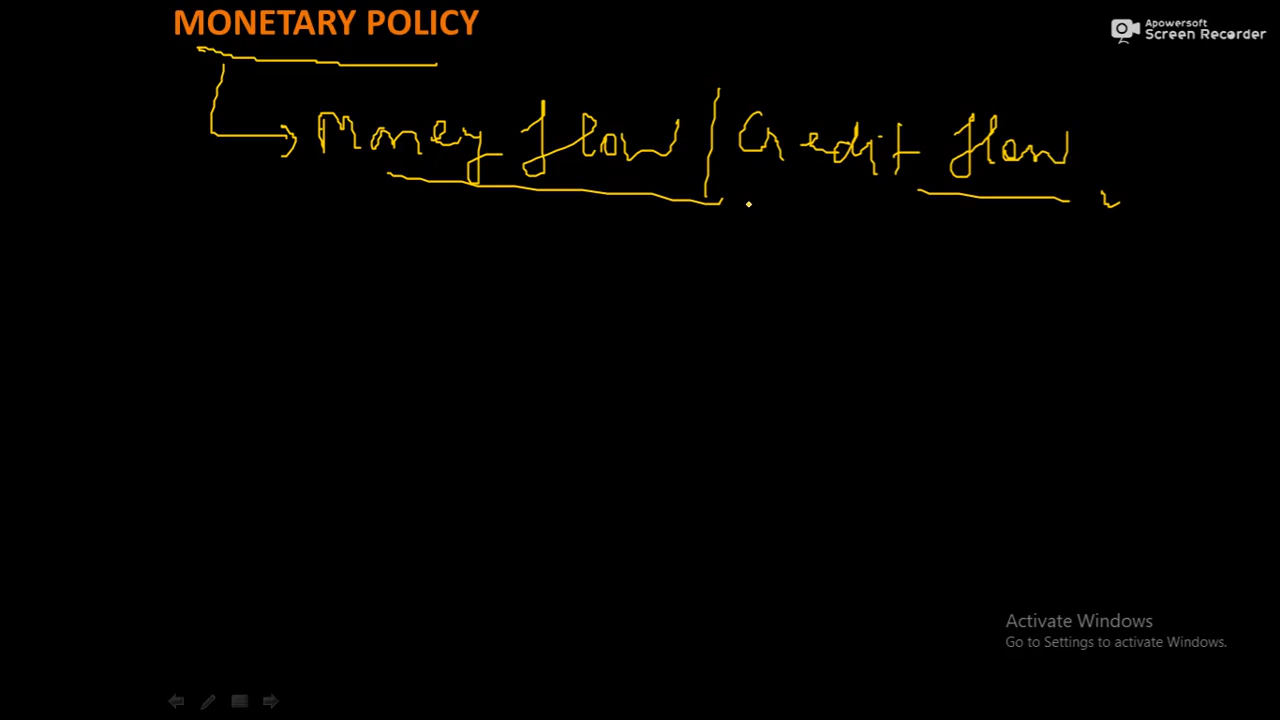 MONETARY POLICY
Apowersoft
Screen Recorder
Money flow / Credit flow
Activate Windows
Go to Settings to activate Windows.